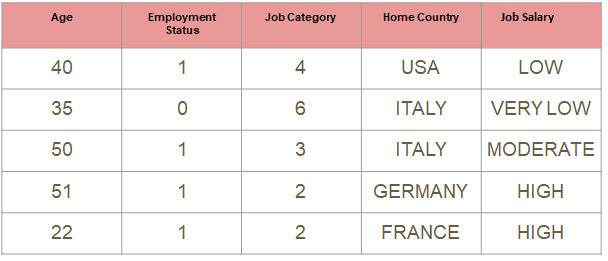 Age Employment Status Job Category Home Country Job Salary
40 1 4 USA LOW
35 0 6 ITALY VERY LOW
50 1 3 ITALY MODERATE
51 1 2 GERMANY HIGH
22 1 2 FRANCE HIGH